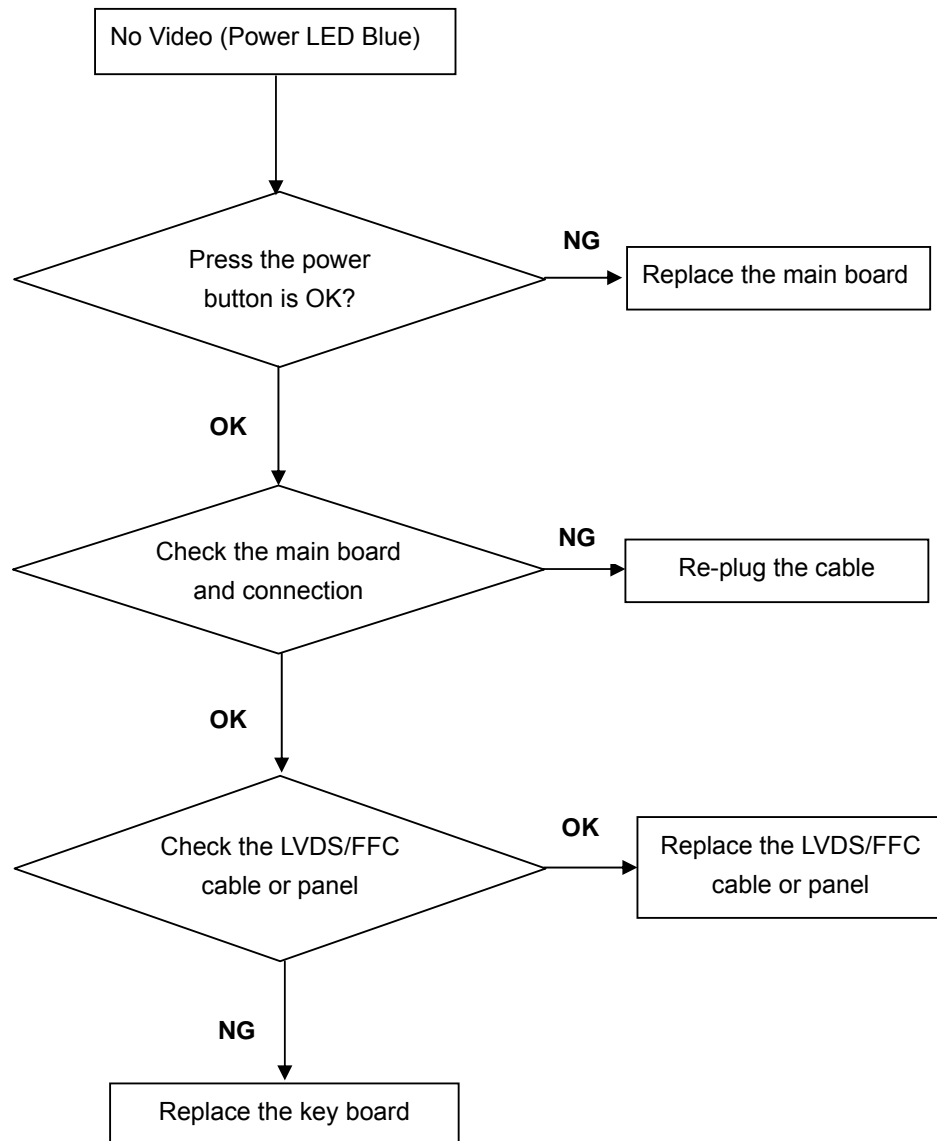 No Video (Power LED Blue)
Press the power
button is OK?
NG
Replace the main board
OK
Check the main board
and connection
NG
Re-plug the cable
OK
Check the LVDS/FFC
cable or panel
OK
Replace the LVDS/FFC
cable or panel
NG
Replace the key board